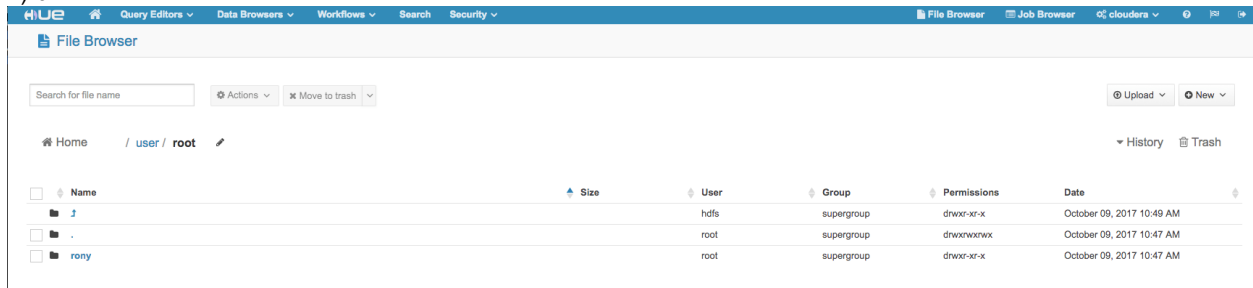 HUE Query Editors Data Browsers Workflows Search Security File Browser Job Browser cloudera
File Browser
Search for file name Actions Move to trash Upload New
Home / user / root History Trash
Name Size User Group Permissions Date
hdfs supergroup drwxr-xr-x October 09, 2017 10:49 AM
. root supergroup drwxrwxrwx October 09, 2017 10:47 AM
rony root supergroup drwxr-xr-x October 09, 2017 10:47 AM